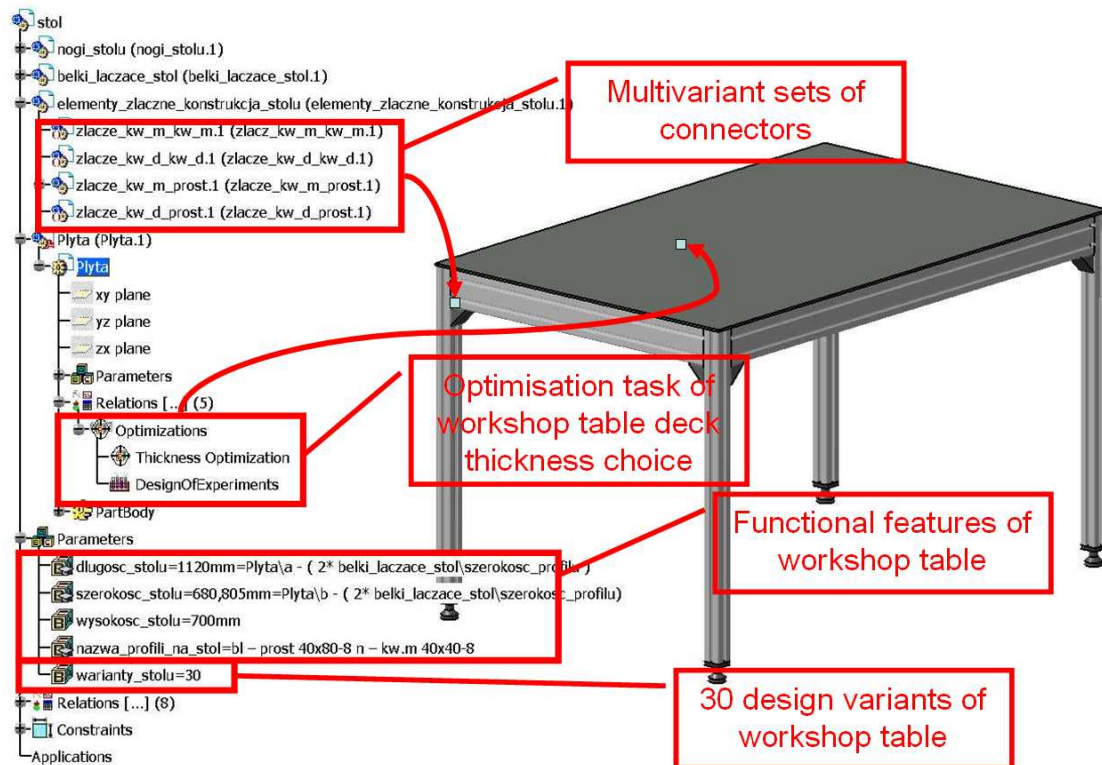 stol
nogi_stolu (nogi_stolu.1)
belki_laczace_stol (belki_laczace_stol.1)
elementy_zlaczne_konstrukcja_stolu (elementy_zlaczne_konstrukcja_stolu.1)
zlacze_kw_m_kw_m.1 (zlacz_kw_m_kw_m.1)
zlacze_kw_d_kw_d.1 (zlacze_kw_d_kw_d.1)
zlacze_kw_m_prost.1 (zlacze_kw_m_prost.1)
zlacze_kw_d_prost.1 (zlacze_kw_d_prost.1)
Plyta (Plyta.1)
Plyta
xy plane
yz plane
zx plane
Parameters
Relations [...] (5)
Optimizations
Thickness Optimization
DesignOfExperiments
PartBody
Parameters
dlugosc_stolu=1120mm=Plyta\a - ( 2* belki_laczace_stol\szerokosc_profilu )
szerokosc_stolu=680,805mm=Plyta\b - ( 2* belki_laczace_stol\szerokosc_profilu)
wysokosc_stolu=700mm
nazwa_profili_na_stol=bl – prost 40x80-8 n – kw.m 40x40-8
warianty_stolu=30
Relations [...] (8)
Constraints
Applications
Multivariant sets of
connectors
Optimisation task of
workshop table deck
thickness choice
Functional features of
workshop table
30 design variants of
workshop table